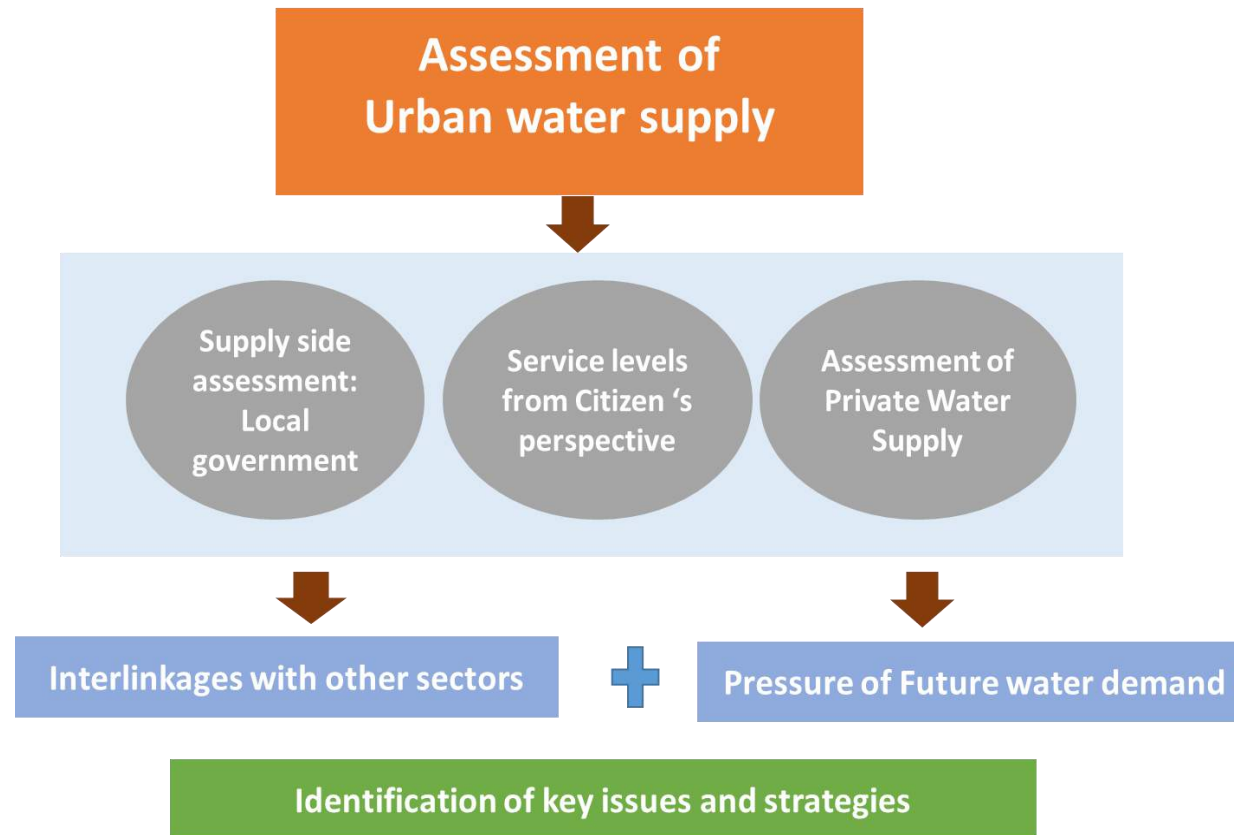 Assessment of
Urban water supply
Supply side
assessment:
Local
government
Service levels
from Citizen ‘s
perspective
Assessment of
Private Water
Supply
Interlinkages with other sectors
Pressure of Future water demand
Identification of key issues and strategies